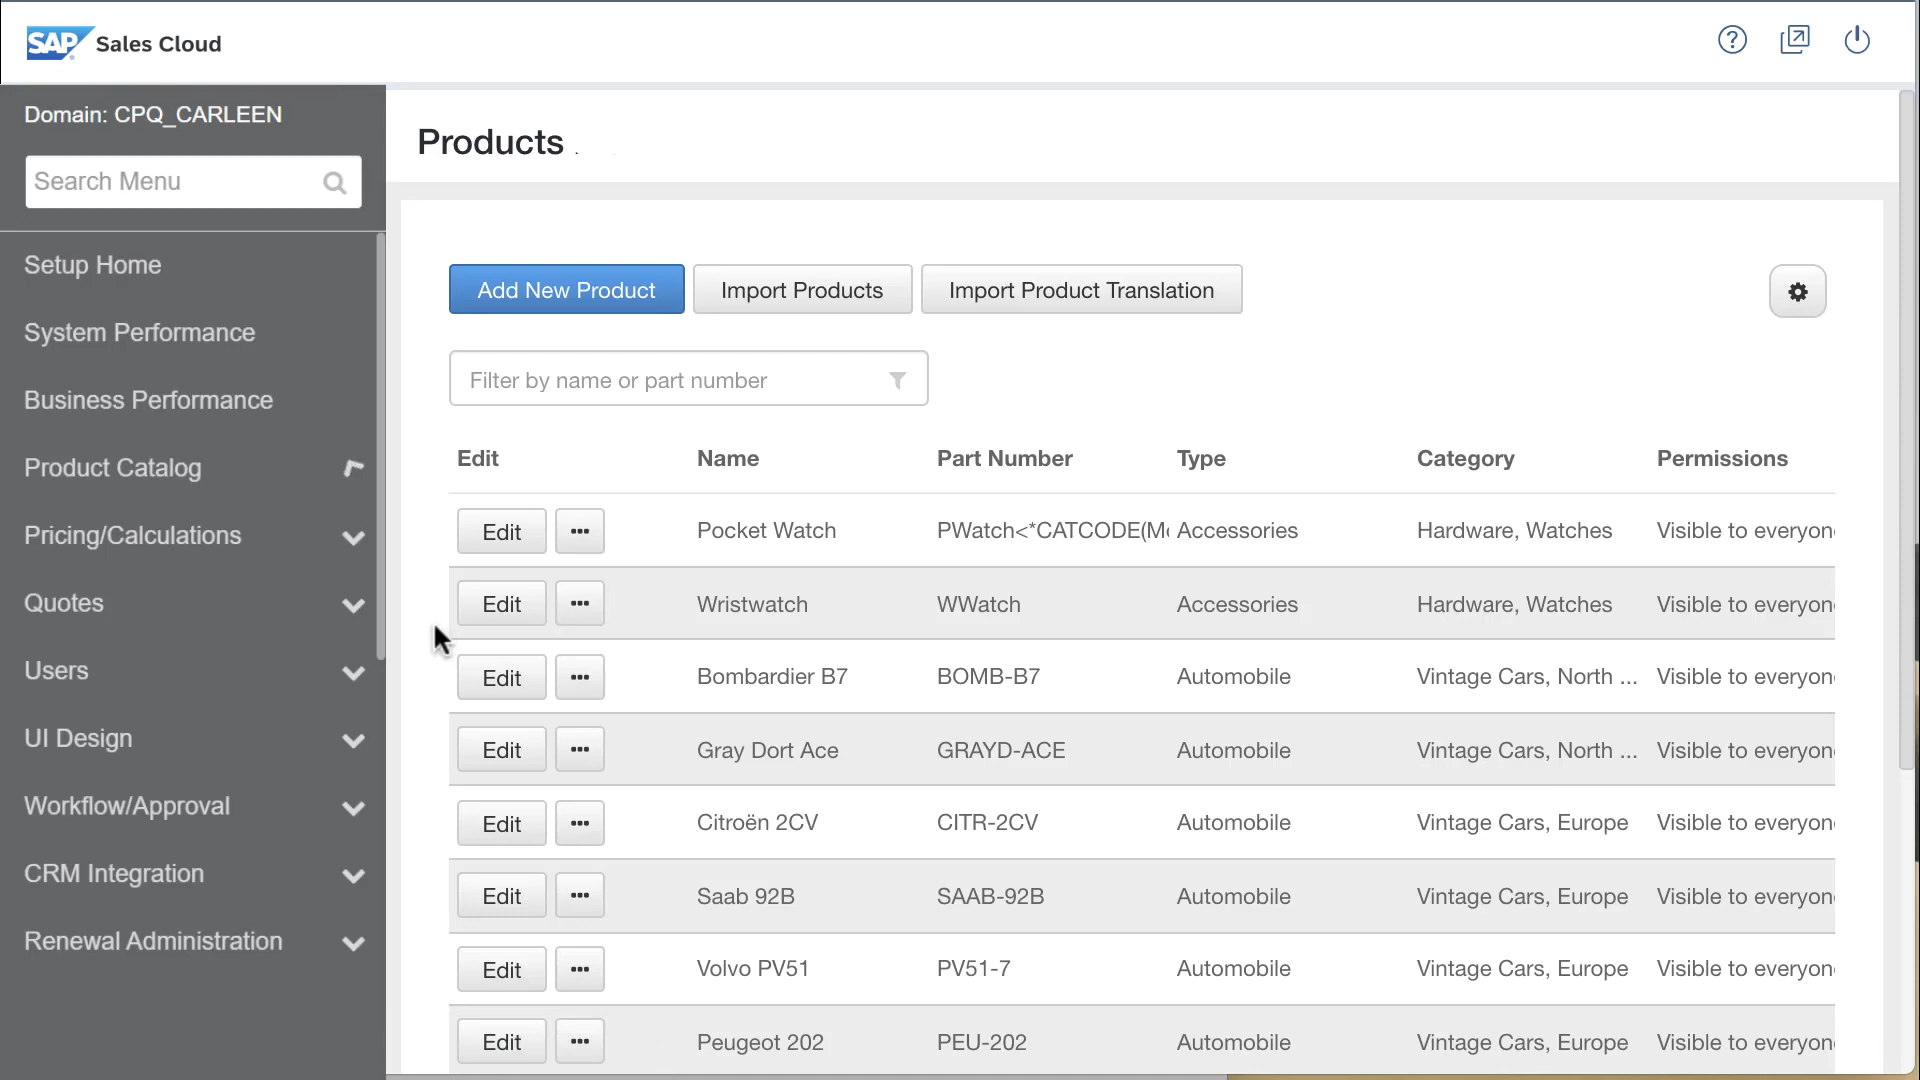 SAP Sales Cloud
Domain: CPQ_CARLEEN
Search Menu
Setup Home
System Performance
Business Performance
Product Catalog
Pricing/Calculations
Quotes
Users
UI Design
Workflow/Approval
CRM Integration
Renewal Administration
Products
Add New Product Import Products Import Product Translation
Filter by name or part number
Edit Name Part Number Type Category Permissions
Edit ••• Pocket Watch PWatch<*CATCODE(M Accessories Hardware, Watches Visible to everyon
Edit ••• Wristwatch WWatch Accessories Hardware, Watches Visible to everyon
Edit ••• Bombardier B7 BOMB-B7 Automobile Vintage Cars, North ... Visible to everyon
Edit ••• Gray Dort Ace GRAYD-ACE Automobile Vintage Cars, North ... Visible to everyon
Edit ••• Citroën 2CV CITR-2CV Automobile Vintage Cars, Europe Visible to everyon
Edit ••• Saab 92B SAAB-92B Automobile Vintage Cars, Europe Visible to everyon
Edit ••• Volvo PV51 PV51-7 Automobile Vintage Cars, Europe Visible to everyon
Edit ••• Peugeot 202 PEU-202 Automobile Vintage Cars, Europe Visible to everyon